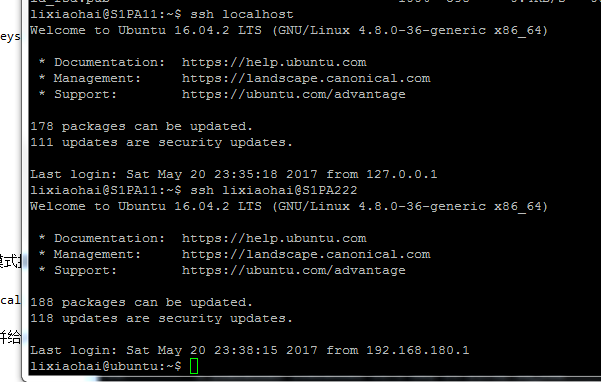 lixiaohai@S1PA11:~$ ssh localhost
eys
Welcome to Ubuntu 16.04.2 LTS (GNU/Linux 4.8.0-36-generic x86_64)
* Documentation:  https://help.ubuntu.com
* Management:     https://landscape.canonical.com
* Support:        https://ubuntu.com/advantage
178 packages can be updated.
111 updates are security updates.
Last login: Sat May 20 23:35:18 2017 from 127.0.0.1
lixiaohai@S1PA11:~$ ssh lixiaohai@S1PA222
Welcome to Ubuntu 16.04.2 LTS (GNU/Linux 4.8.0-36-generic x86_64)
* Documentation:  https://help.ubuntu.com
* Management:     https://landscape.canonical.com
模式
* Support:        https://ubuntu.com/advantage
cal
188 packages can be updated.
118 updates are security updates.
并给
Last login: Sat May 20 23:38:15 2017 from 192.168.180.1
lixiaohai@ubuntu:~$